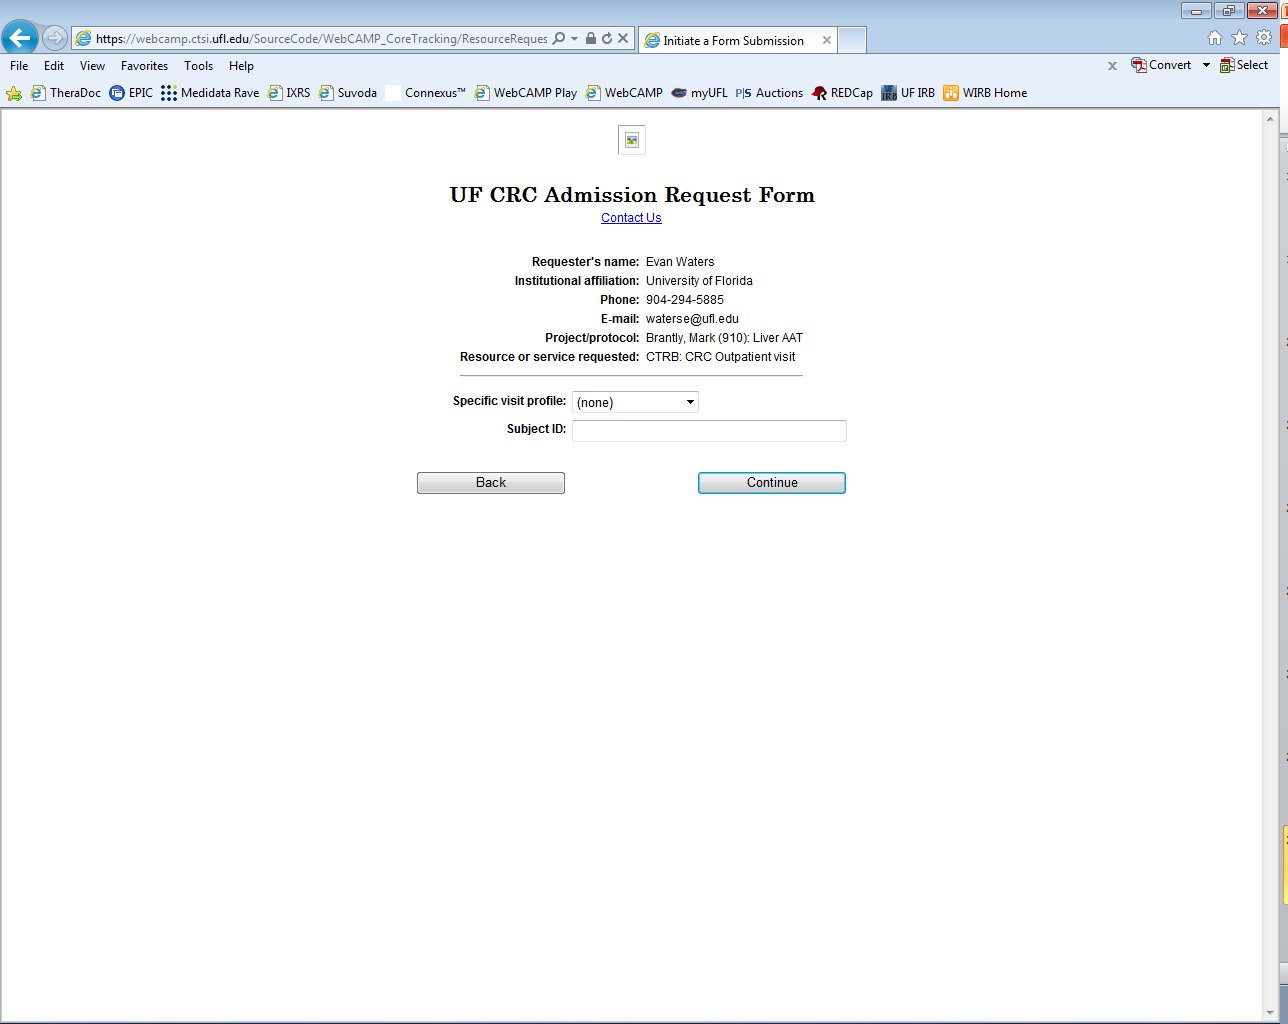 https://webcamp.ctsi.ufl.edu/SourceCode/WebCAMP_CoreTracking/ResourceReques
Initiate a Form Submission
File Edit View Favorites Tools Help
Convert Select
TheraDoc EPIC Medidata Rave IXRS Suvoda Connexus™ WebCAMP Play WebCAMP myUFL P|S Auctions REDCap UF IRB WIRB Home
UF CRC Admission Request Form
Contact Us
Requester's name: Evan Waters
Institutional affiliation: University of Florida
Phone: 904-294-5885
E-mail: waterse@ufl.edu
Project/protocol: Brantly, Mark (910): Liver AAT
Resource or service requested: CTRB: CRC Outpatient visit
Specific visit profile: (none)
Subject ID:
Back Continue